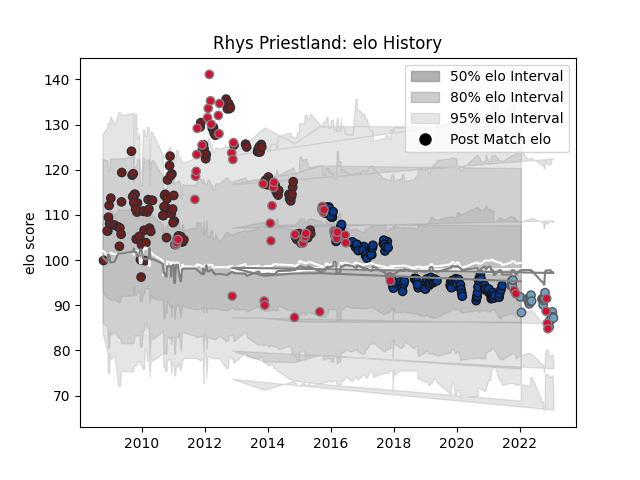 Rhys Priestland: elo History
50% elo Interval
80% elo Interval
95% elo Interval
Post Match elo
elo score
140
130
120
110
100
90
80
70
2010 2012 2014 2016 2018 2020 2022